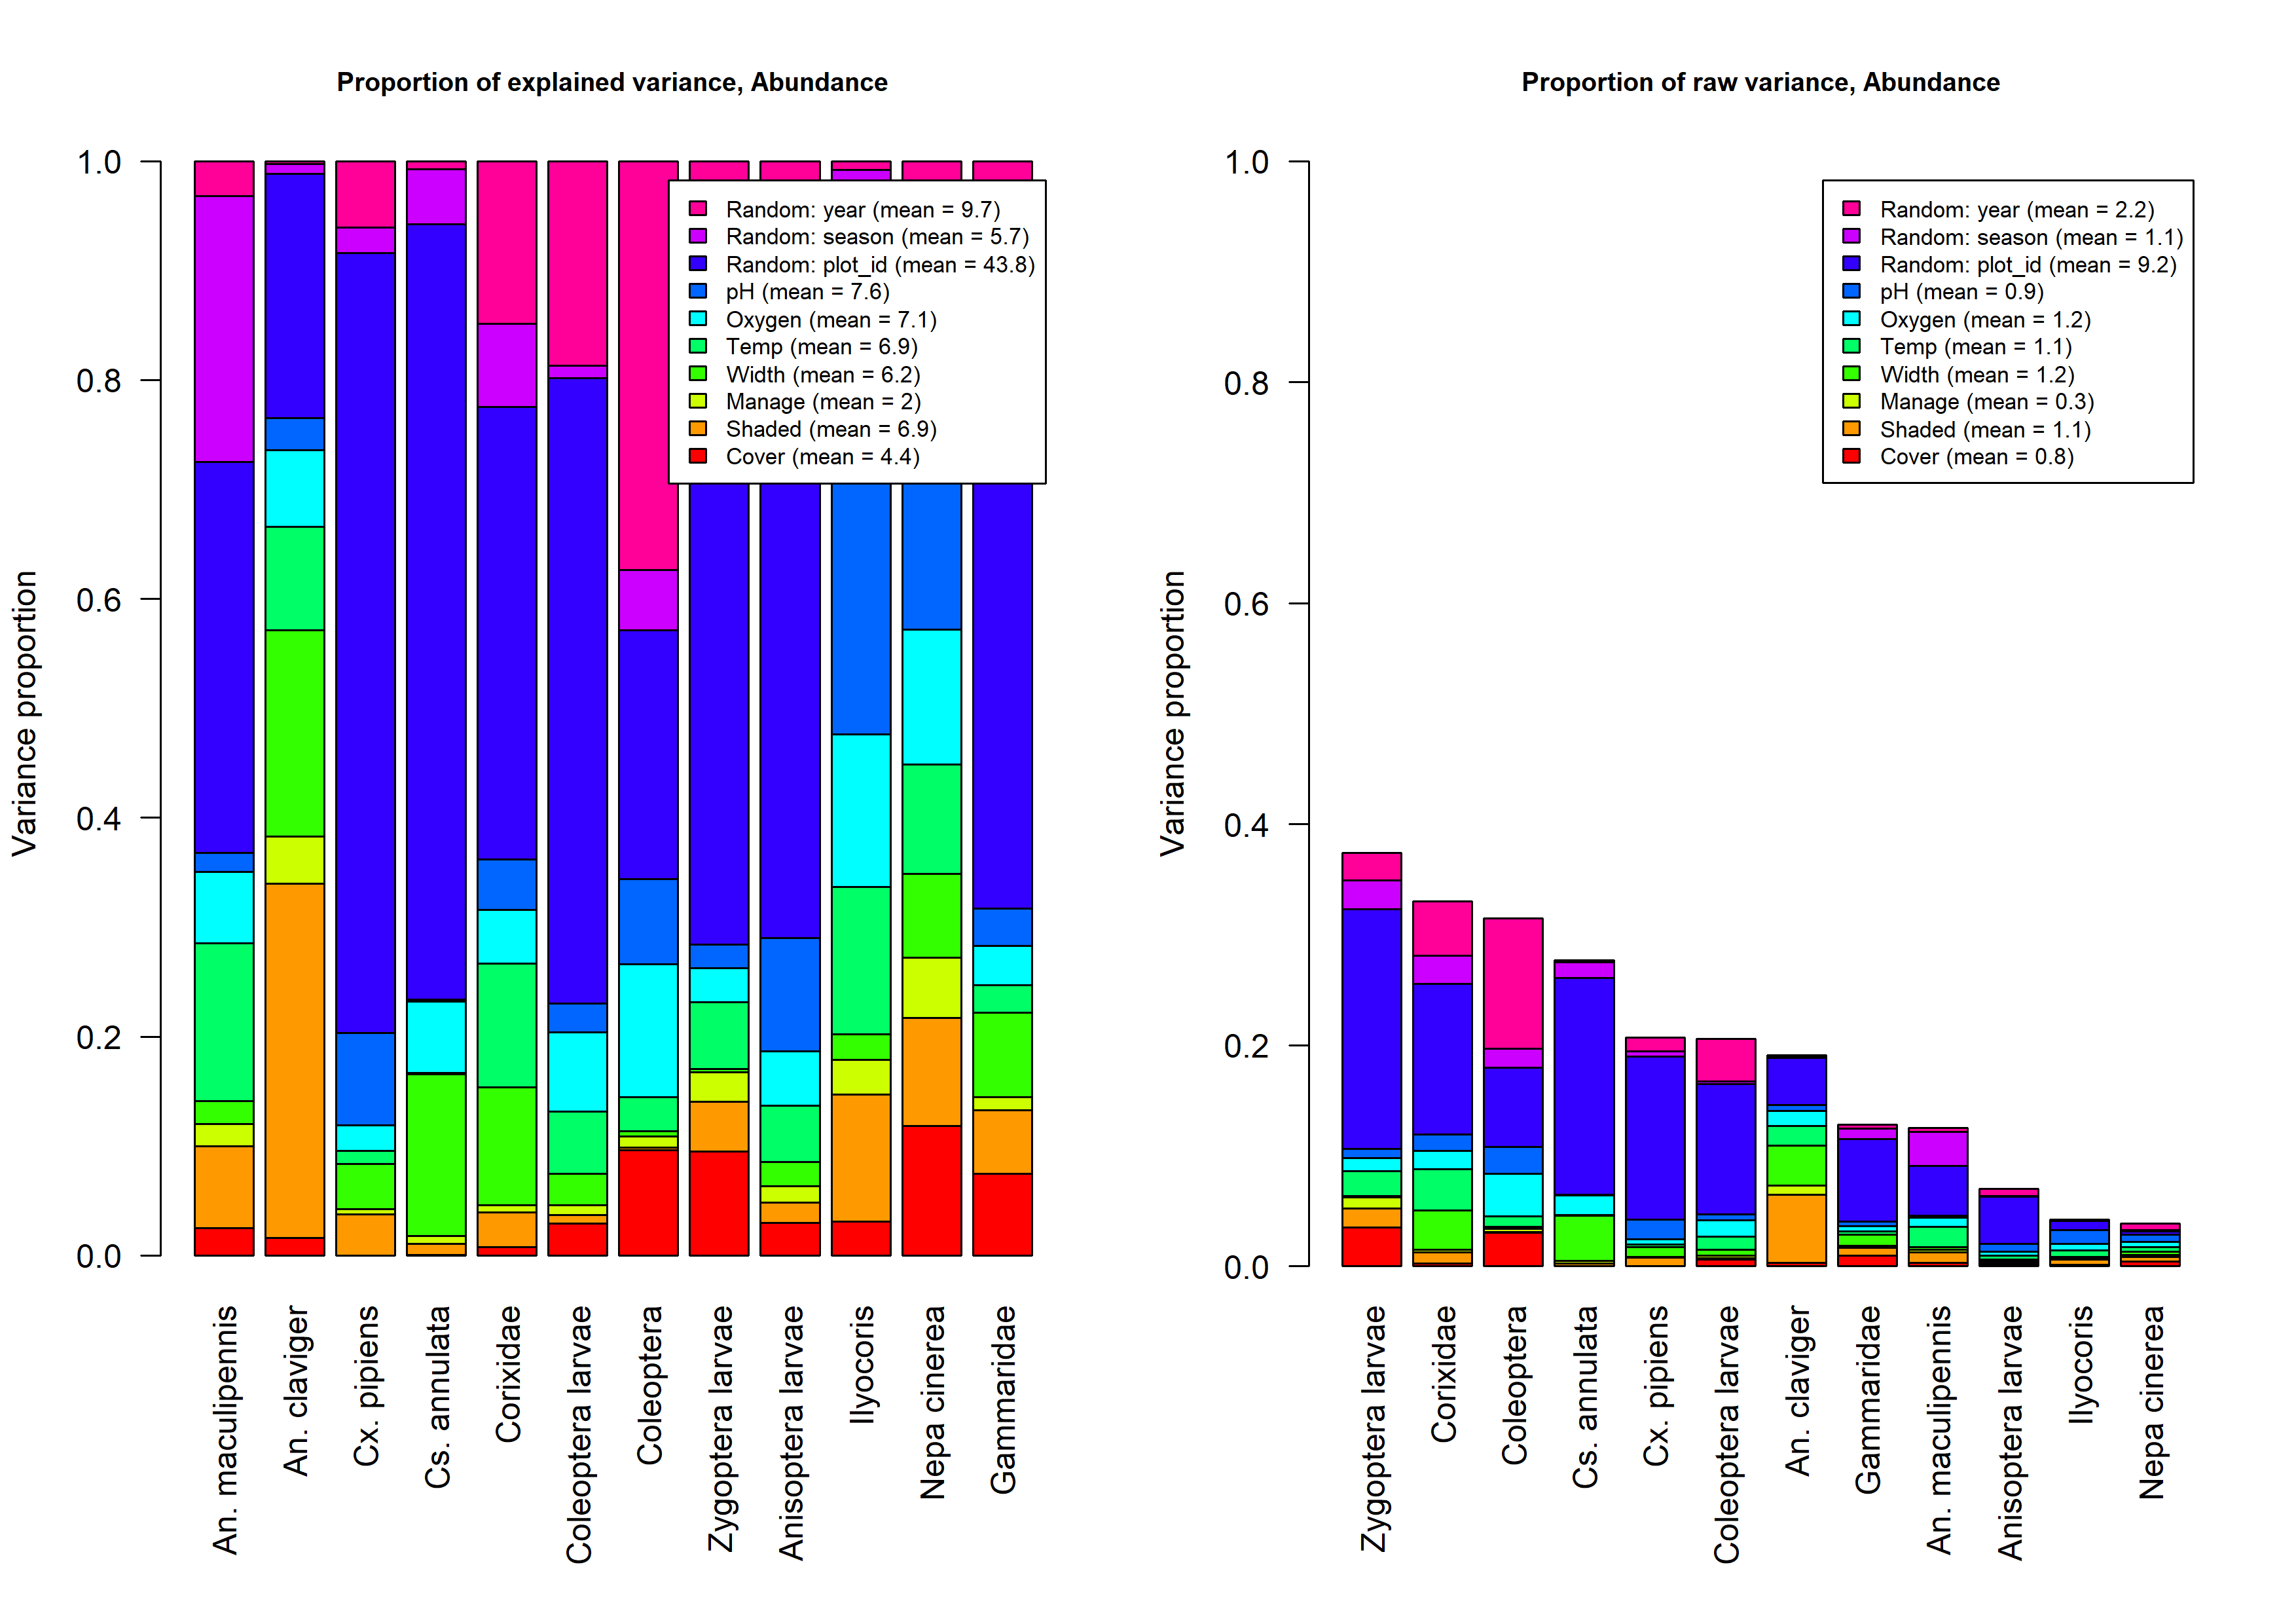 Proportion of explained variance, Abundance
Variance proportion
1.0
0.8
0.6
0.4
0.2
0.0
Random: year (mean = 9.7)
Random: season (mean = 5.7)
Random: plot_id (mean = 43.8)
pH (mean = 7.6)
Oxygen (mean = 7.1)
Temp (mean = 6.9)
Width (mean = 6.2)
Manage (mean = 2)
Shaded (mean = 6.9)
Cover (mean = 4.4)
An. maculipennis
An. claviger
Cx. pipiens
Cs. annulata
Corixidae
Coleoptera larvae
Coleoptera
Zygoptera larvae
Anisoptera larvae
Ilyocoris
Nepa cinerea
Gammaridae
Proportion of raw variance, Abundance
Variance proportion
1.0
0.8
0.6
0.4
0.2
0.0
Random: year (mean = 2.2)
Random: season (mean = 1.1)
Random: plot_id (mean = 9.2)
pH (mean = 0.9)
Oxygen (mean = 1.2)
Temp (mean = 1.1)
Width (mean = 1.2)
Manage (mean = 0.3)
Shaded (mean = 1.1)
Cover (mean = 0.8)
Zygoptera larvae
Corixidae
Coleoptera
Cs. annulata
Cx. pipiens
Coleoptera larvae
An. claviger
Gammaridae
An. maculipennis
Anisoptera larvae
Ilyocoris
Nepa cinerea